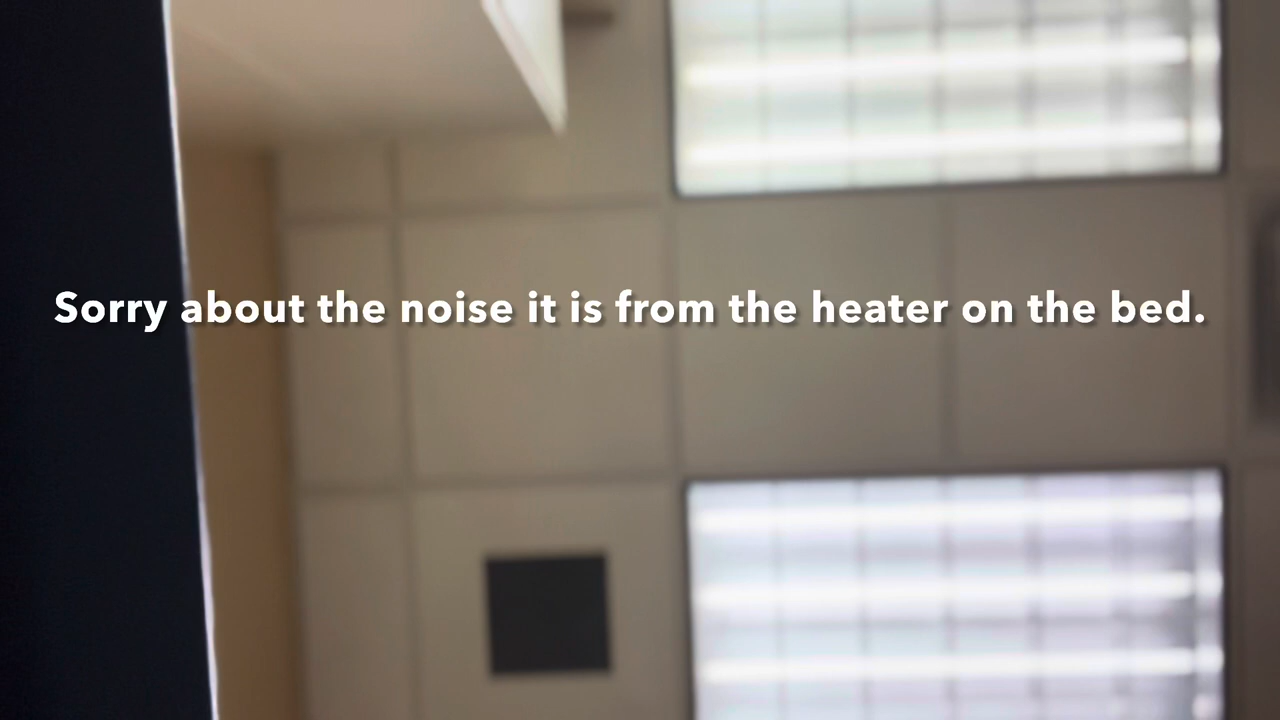 Sorry about the noise it is from the heater on the bed.